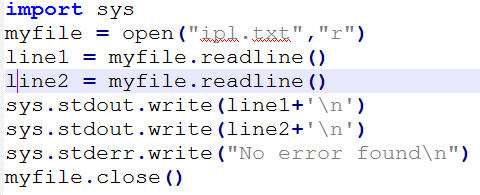 import sys
myfile = open("ipl.txt","r")
line1 = myfile.readline()
line2 = myfile.readline()
sys.stdout.write(line1+'\n')
sys.stdout.write(line2+'\n')
sys.stderr.write("No error found\n")
myfile.close()